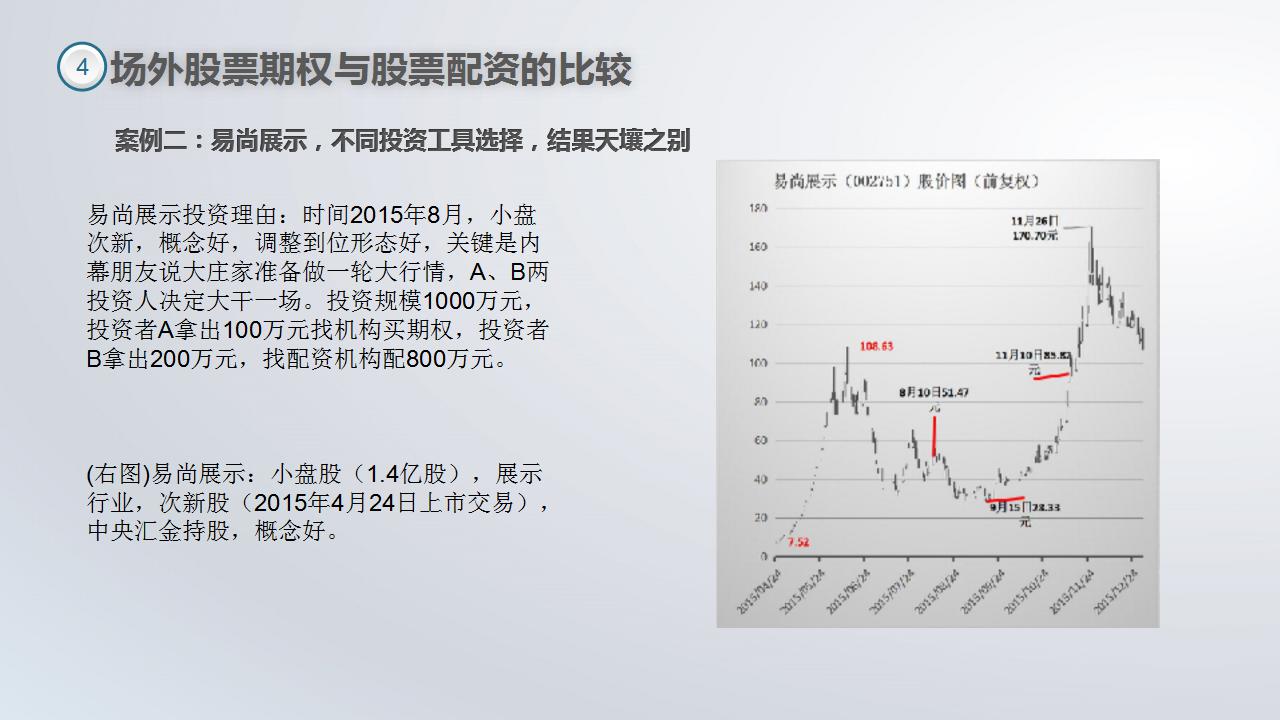 4
场外股票期权与股票配资的比较
案例二：易尚展示，不同投资工具选择，结果天壤之别
易尚展示投资理由：时间2015年8月，小盘
次新，概念好，调整到位形态好，关键是内
幕朋友说大庄家准备做一轮大行情，A、B两
投资人决定大干一场。投资规模1000万元，
投资者A拿出100万元找机构买期权，投资者
B拿出200万元，找配资机构配800万元。
(右图)易尚展示：小盘股（1.4亿股），展示
行业，次新股（2015年4月24日上市交易），
中央汇金持股，概念好。
易尚展示（002751）股价图（前复权）
180
160
140
120
100
80
60
40
20
0
11月26日
170.70元
108.63
11月10日85.82
元
8月10日51.47
元
9月15日28.33
元
7.52
2015/04/24
2015/05/24
2015/06/24
2015/07/24
2015/08/24
2015/09/24
2015/10/24
2015/11/24
2015/12/24